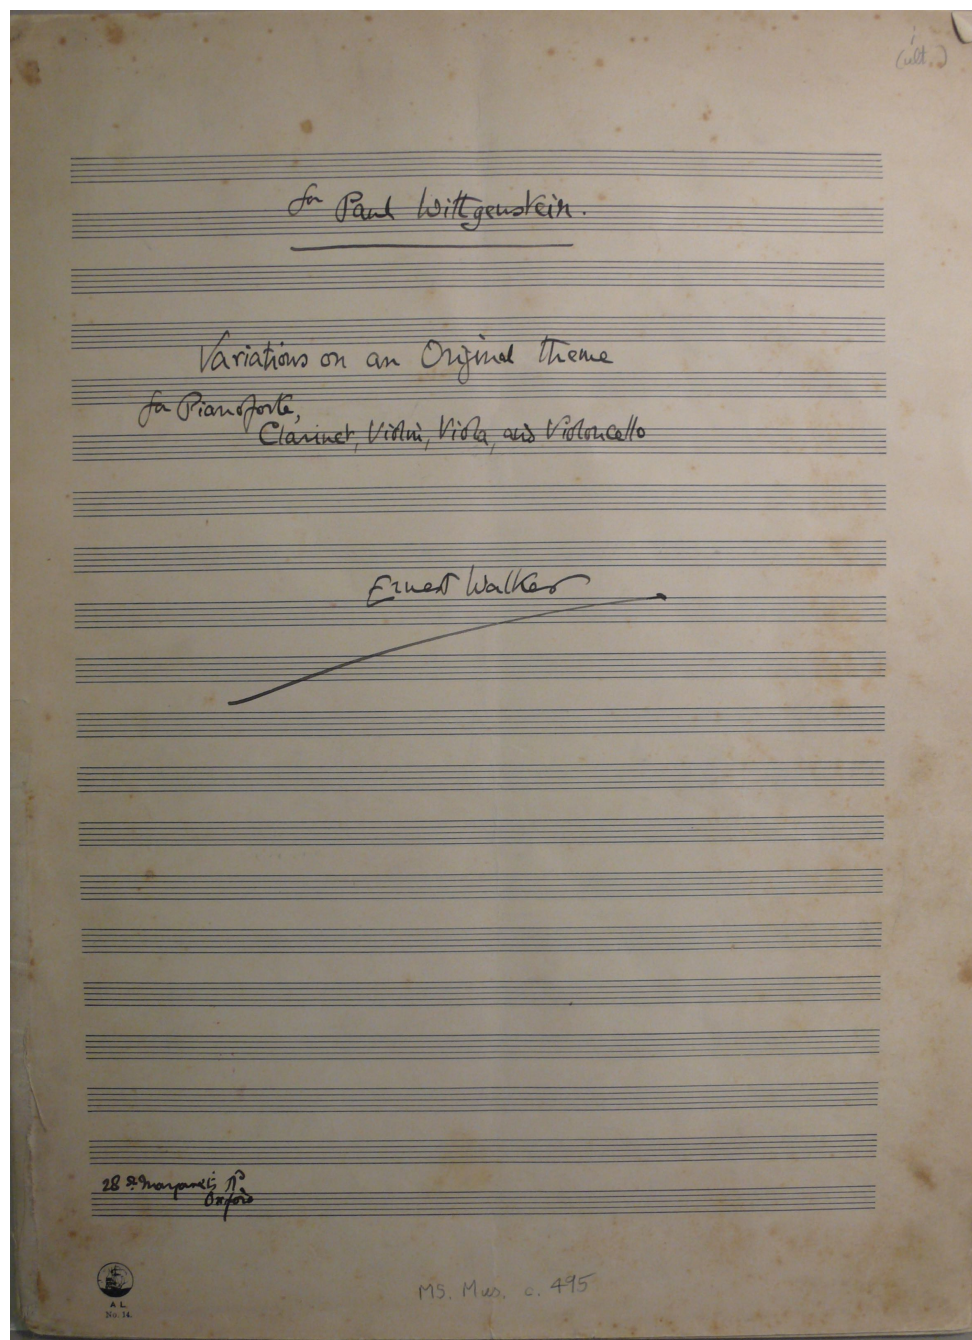 (ult.)
for Paul Wittgenstein.
Variations on an Original theme
for Pianoforte,
Clarinet, Violin, Viola, and Violoncello
Ernest Walker
28 St. Margaret's Rd
Oxford
A L.
No. 14.
MS. Mus. c. 495